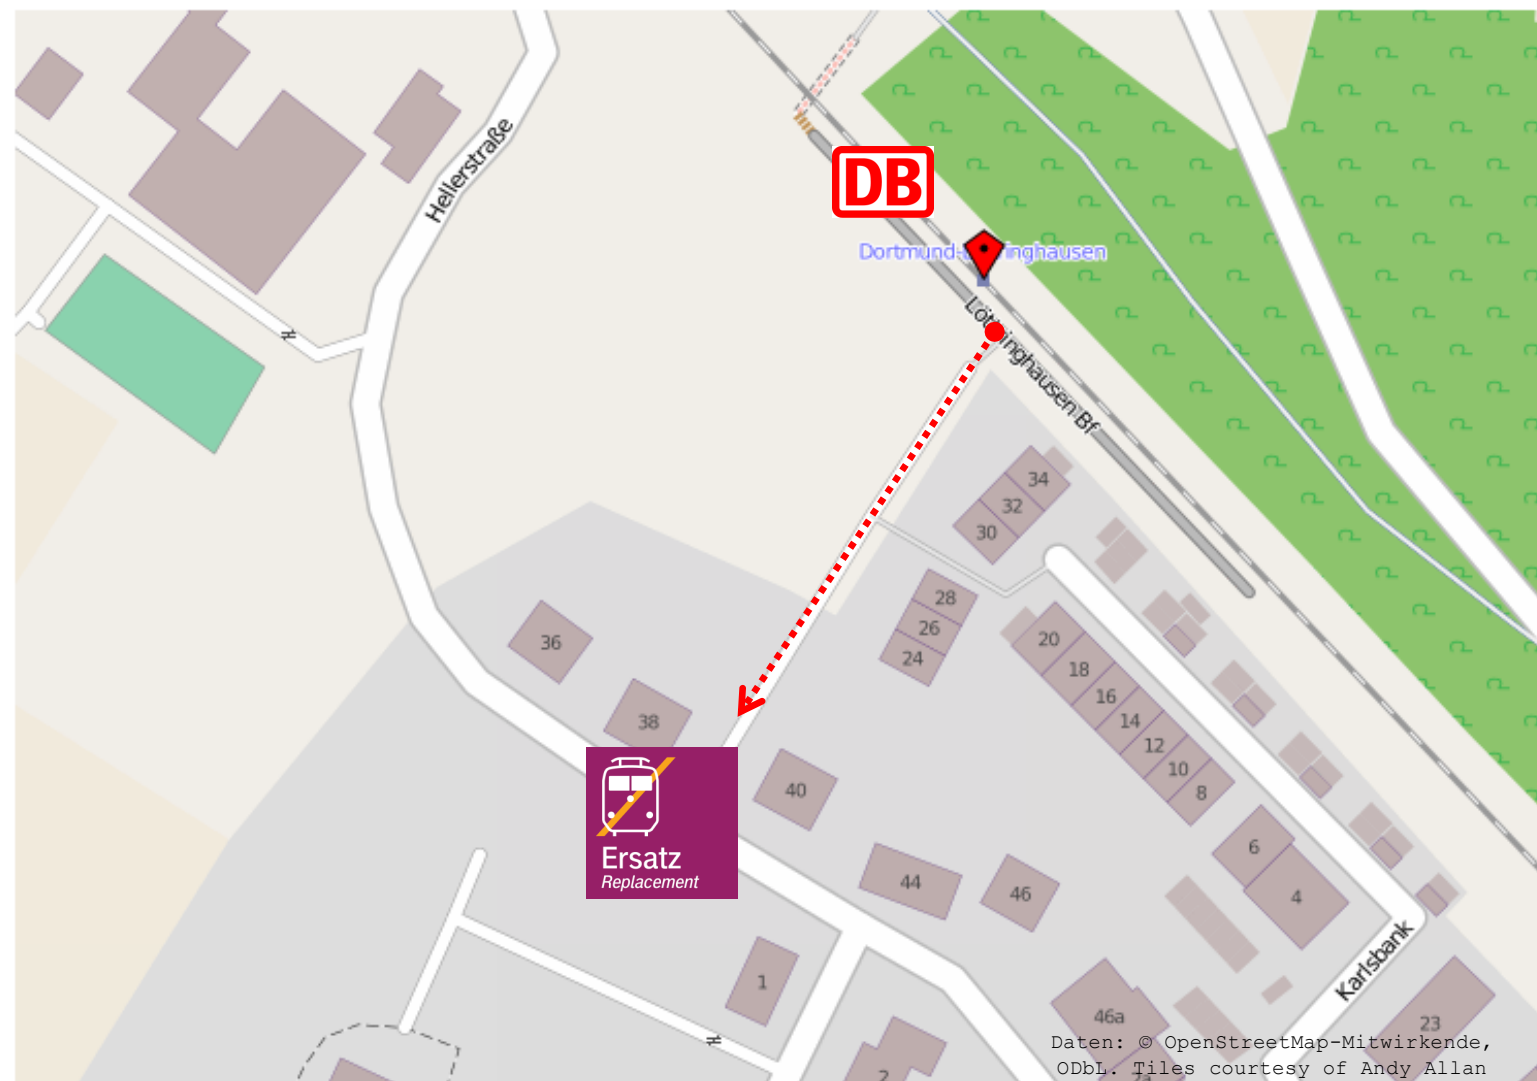 Hellerstraße
DB
Löttringhausen Bf
34
32
30
28
26
24
36
38
20
18
16
14
12
10
8
40
6
4
44
46
Ersatz
Replacement
Karlsbank
1
46a
23
2
2a
Daten: © OpenStreetMap-Mitwirkende,
ODbL. Tiles courtesy of Andy Allan